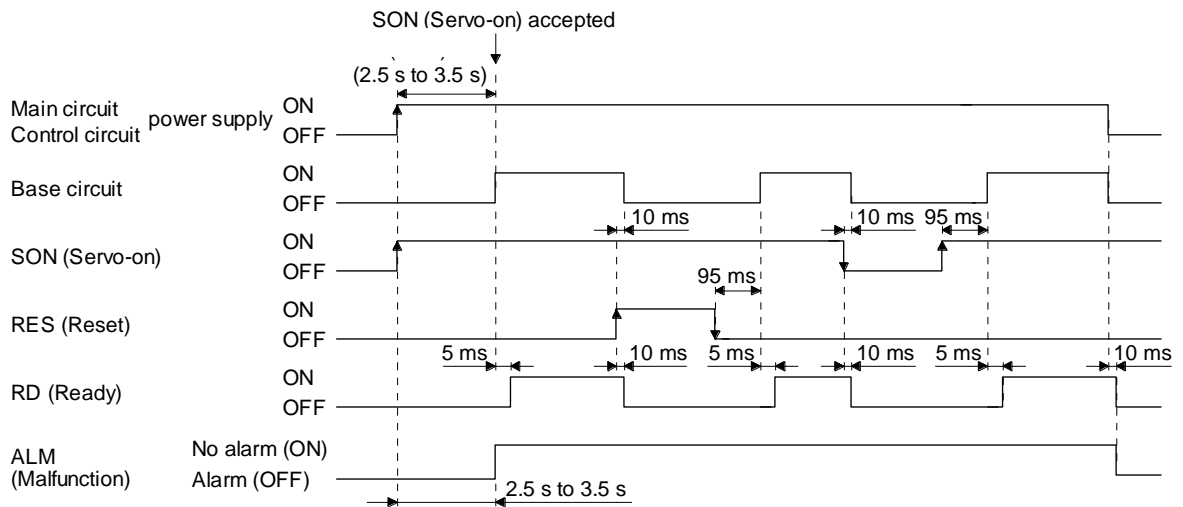 SON (Servo-on) accepted
(2.5 s to 3.5 s)
Main circuit
Control circuit
power supply
ON
OFF
Base circuit
ON
OFF
10 ms
10 ms
95 ms
SON (Servo-on)
ON
OFF
95 ms
RES (Reset)
ON
OFF
5 ms
10 ms
5 ms
10 ms
5 ms
10 ms
RD (Ready)
ON
OFF
ALM
(Malfunction)
No alarm (ON)
Alarm (OFF)
2.5 s to 3.5 s